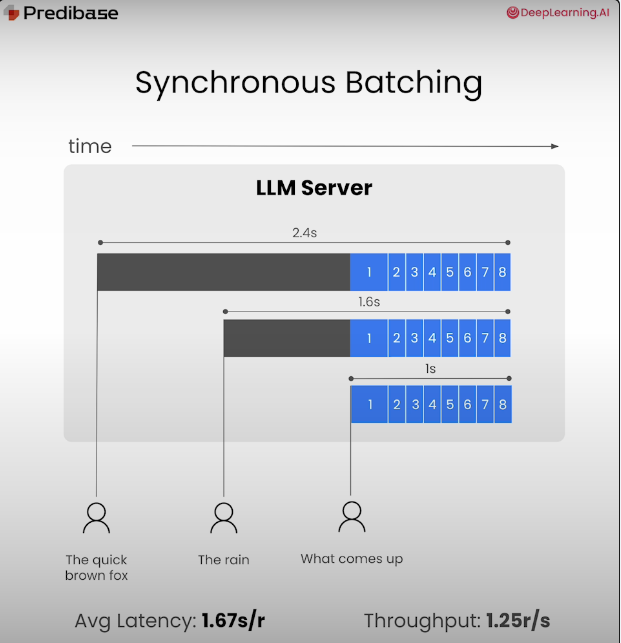 Predibase
DeepLearning.AI
Synchronous Batching
time
LLM Server
2.4s
1 2 3 4 5 6 7 8
1.6s
1 2 3 4 5 6 7 8
1s
1 2 3 4 5 6 7 8
The quick
brown fox
The rain
What comes up
Avg Latency: 1.67s/r
Throughput: 1.25r/s